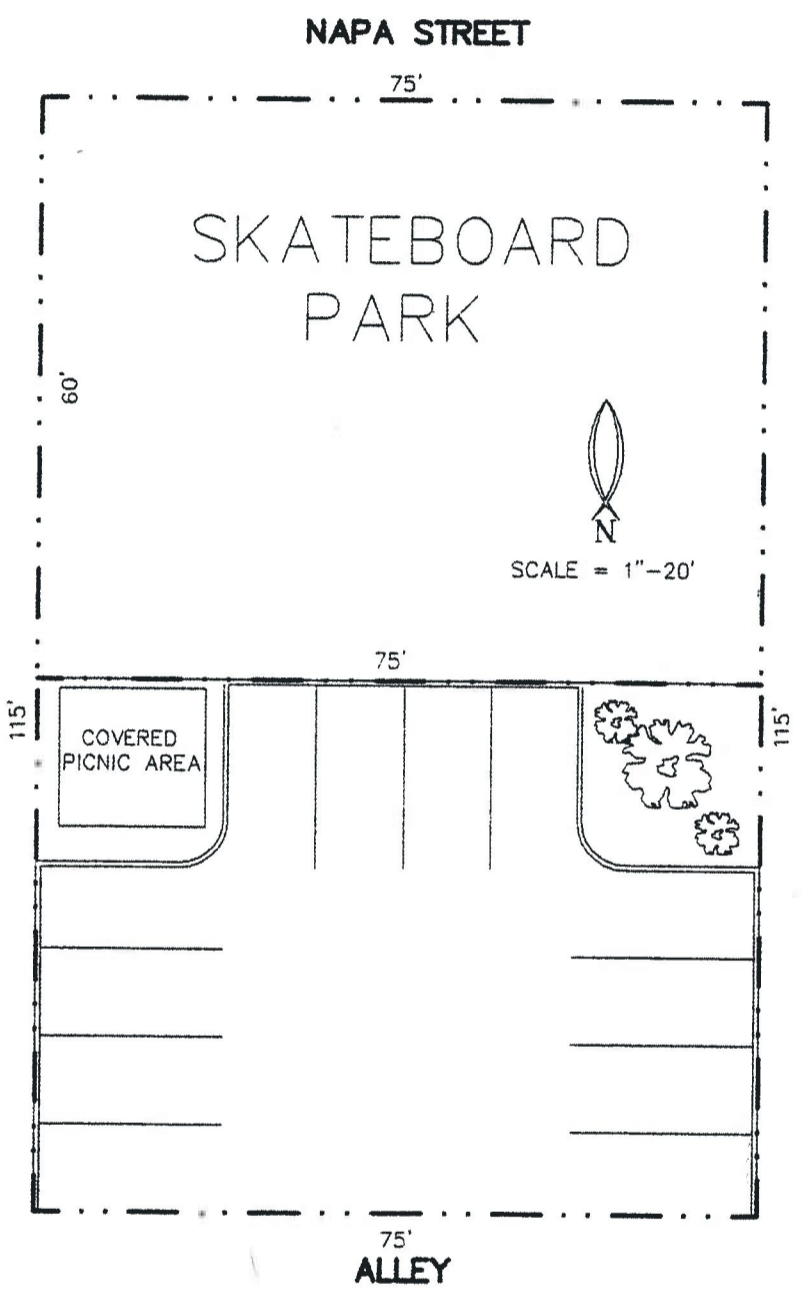 NAPA STREET
75'
SKATEBOARD
PARK
60'
N
SCALE = 1"-20'
75'
115'
115'
COVERED
PICNIC AREA
75'
ALLEY